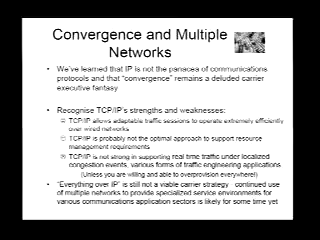 Convergence and Multiple
Networks
• We've learned that IP is not the panacea of communications
protocols and that "convergence" remains a deluded carrier
executive fantasy
• Recognise TCP/IP's strengths and weaknesses:
TCP/IP allows adaptable traffic sessions to operate extremely efficiently
over wired networks
TCP/IP is probably not the optimal approach to support resource
management requirements
TCP/IP is not strong in supporting real time traffic under localized
congestion events, various forms of traffic engineering applications
(Unless you are willing and able to overprovision everywhere!)
• "Everything over IP" is still not a viable carrier strategy continued use
of multiple networks to provide specialized service environments for
various communications application sectors is likely for some time yet